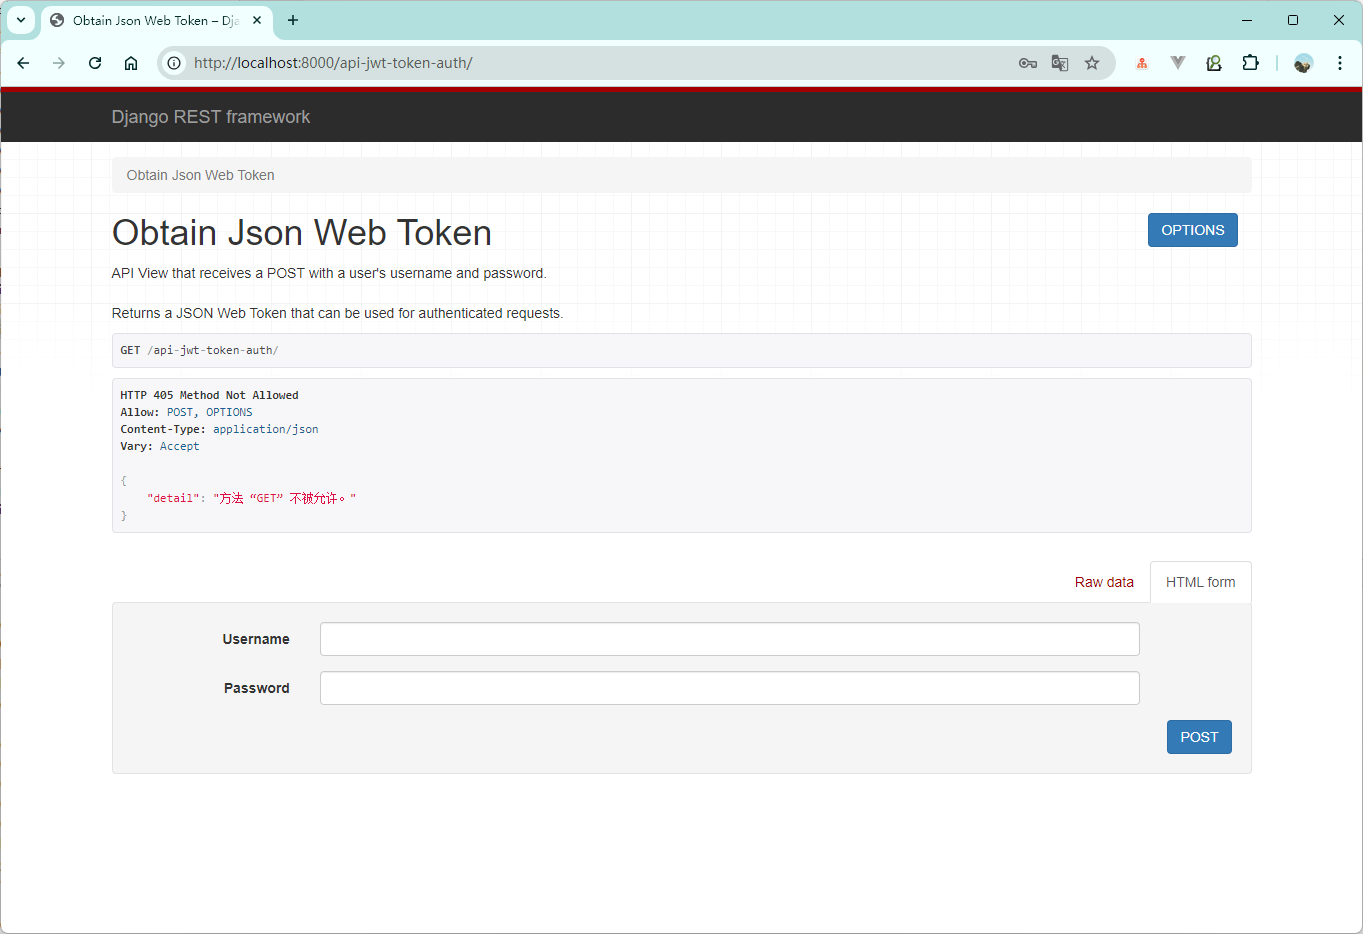 Obtain Json Web Token – Dja
http://localhost:8000/api-jwt-token-auth/
Django REST framework
Obtain Json Web Token
Obtain Json Web Token
OPTIONS
API View that receives a POST with a user's username and password.
Returns a JSON Web Token that can be used for authenticated requests.
GET /api-jwt-token-auth/
HTTP 405 Method Not Allowed
Allow: POST, OPTIONS
Content-Type: application/json
Vary: Accept
{
"detail": "方法 “GET” 不被允许。"
}
Raw data
HTML form
Username
Password
POST